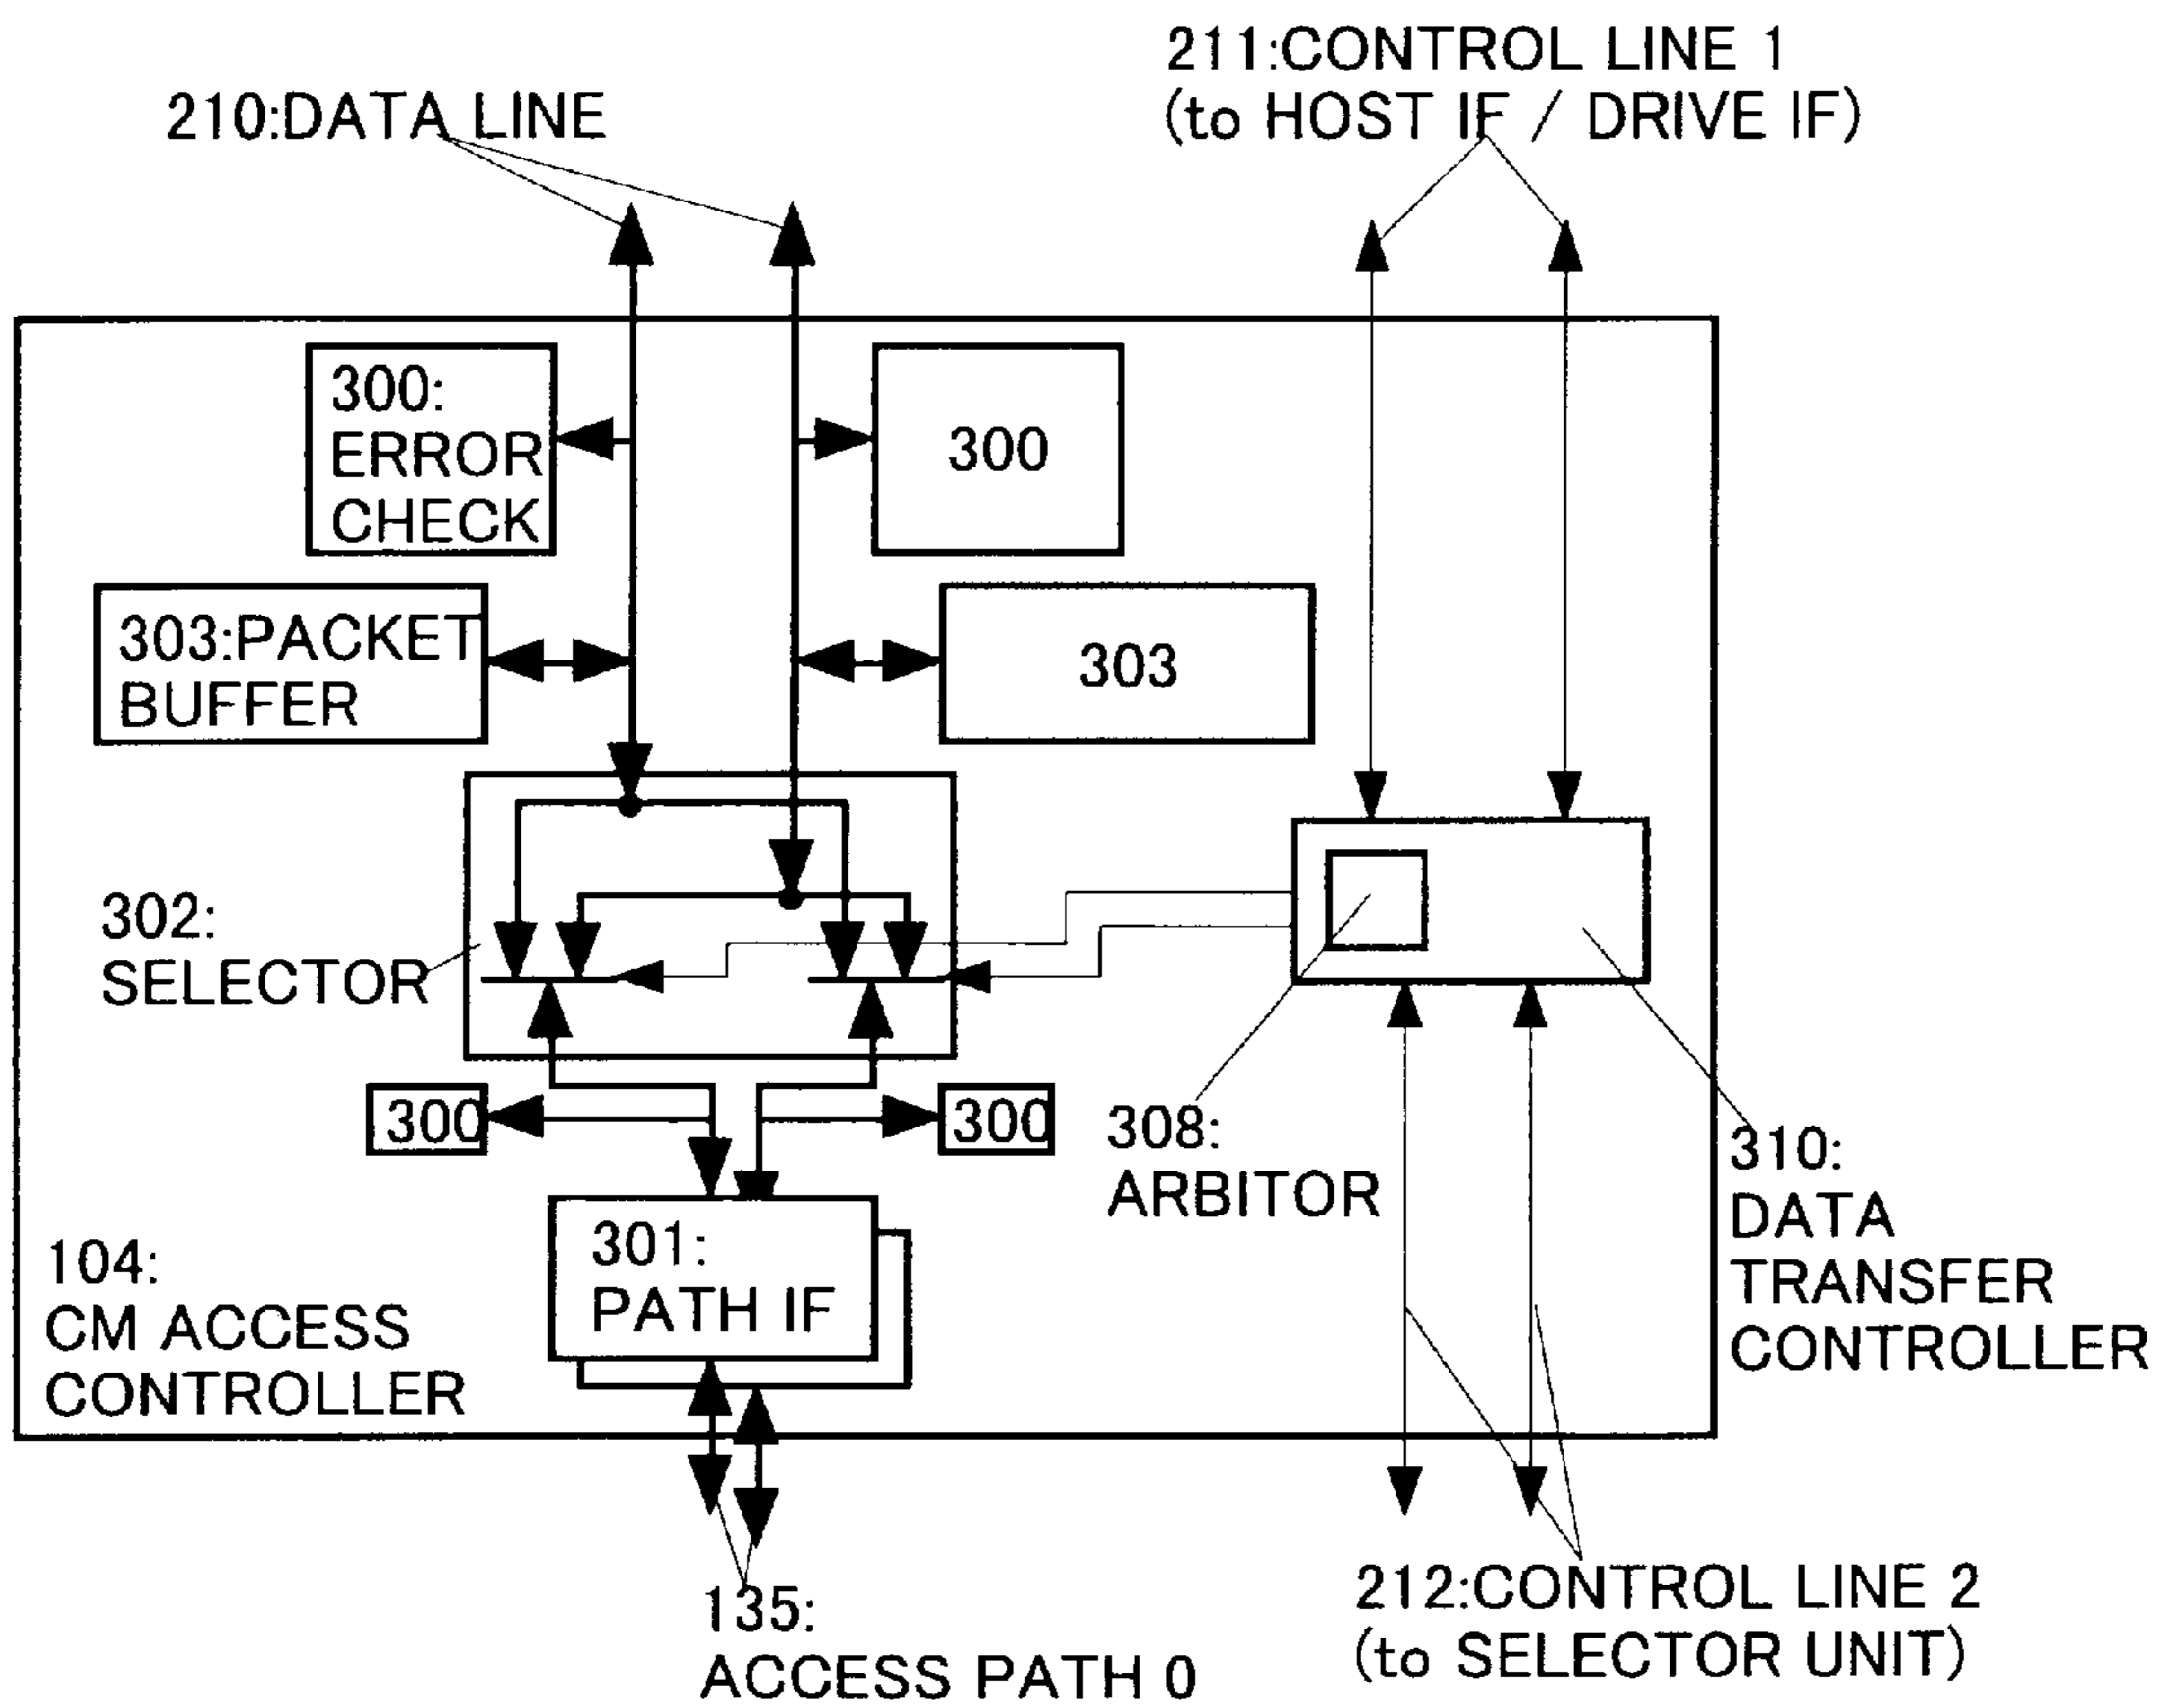 211:CONTROL LINE 1
(to HOST IF / DRIVE IF)
210:DATA LINE
300:
ERROR
CHECK
300
303:PACKET
BUFFER
303
302:
SELECTOR
300
300
308:
ARBITOR
310:
DATA
TRANSFER
CONTROLLER
301:
PATH IF
104:
CM ACCESS
CONTROLLER
135:
ACCESS PATH 0
212:CONTROL LINE 2
(to SELECTOR UNIT)